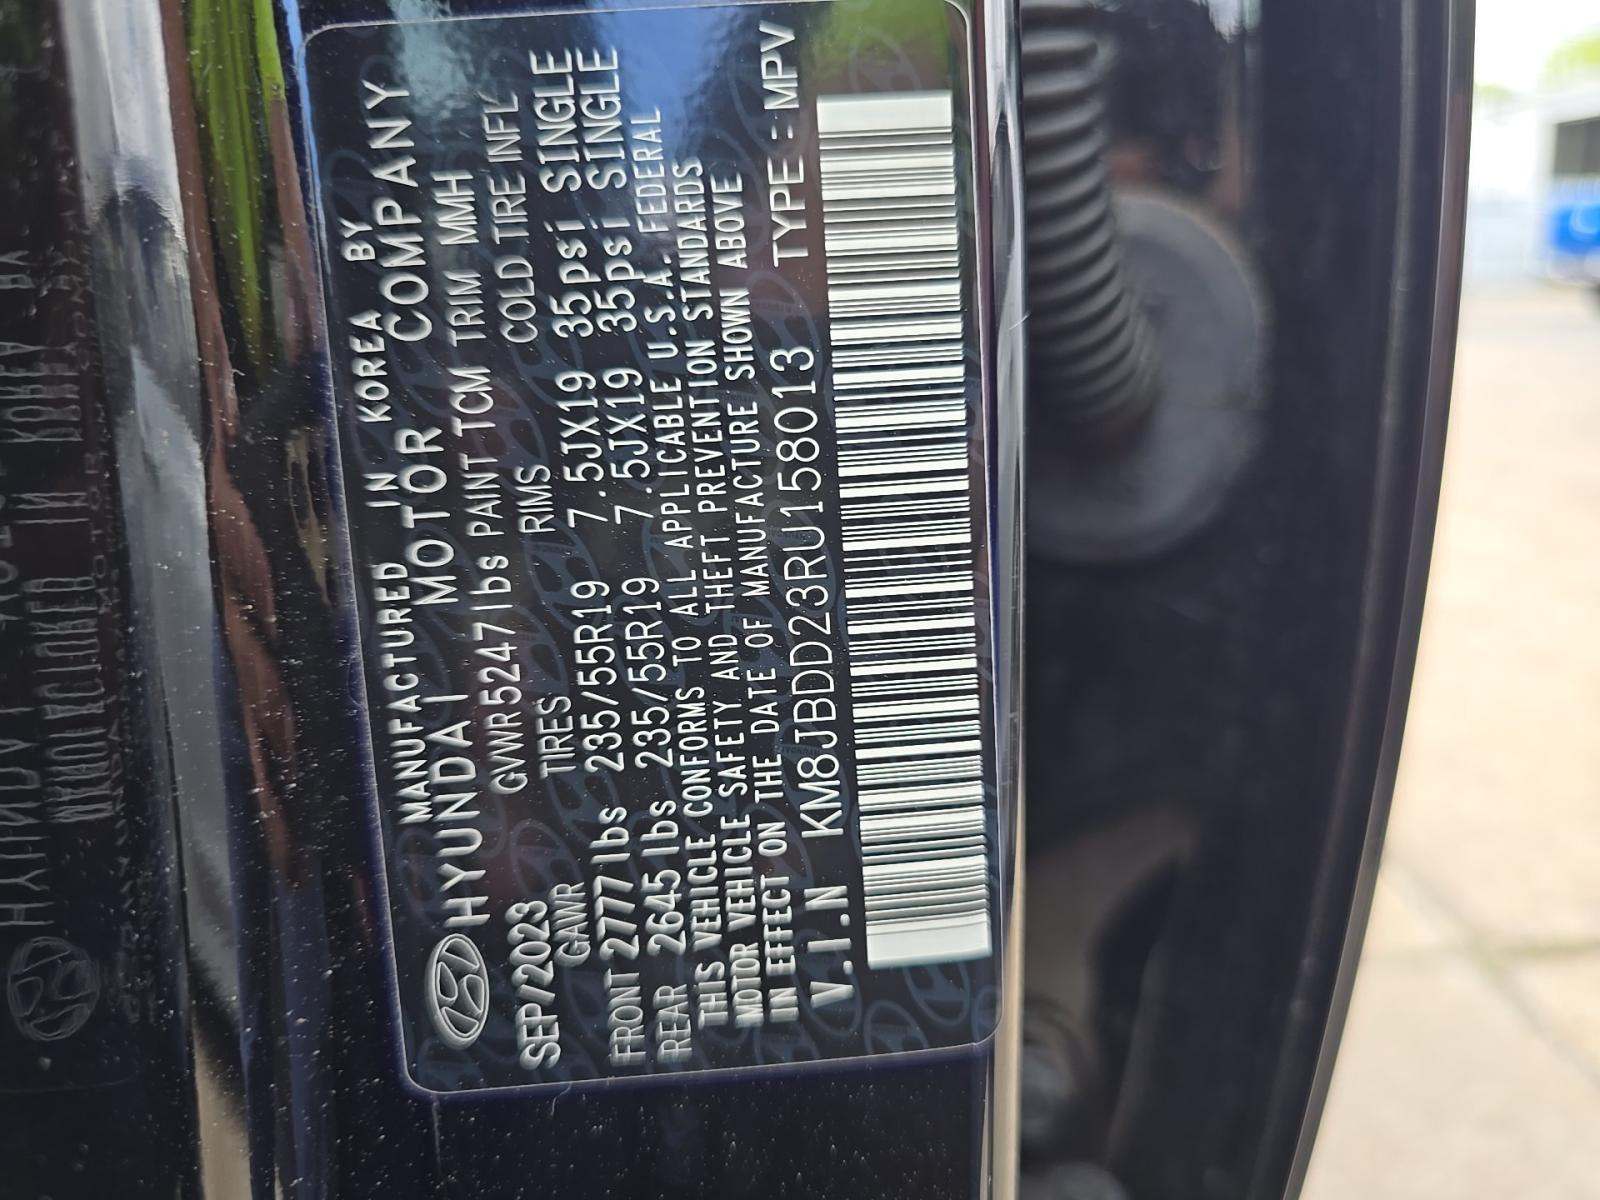 MANUFACTURED IN KOREA BY
HYUNDAI MOTOR COMPANY
SEP/2023 GVWR 5247 lbs PAINT TCM TRIM MMH
GAWR TIRES RIMS COLD TIRE INFL
FRONT 2777 lbs 235/55R19 7.5JX19 35psi SINGLE
REAR 2645 lbs 235/55R19 7.5JX19 35psi SINGLE
THIS VEHICLE CONFORMS TO ALL APPLICABLE U.S.A. FEDERAL
MOTOR VEHICLE SAFETY AND THEFT PREVENTION STANDARDS
IN EFFECT ON THE DATE OF MANUFACTURE SHOWN ABOVE
V.I.N KM8JBDD23RU158013 TYPE : MPV